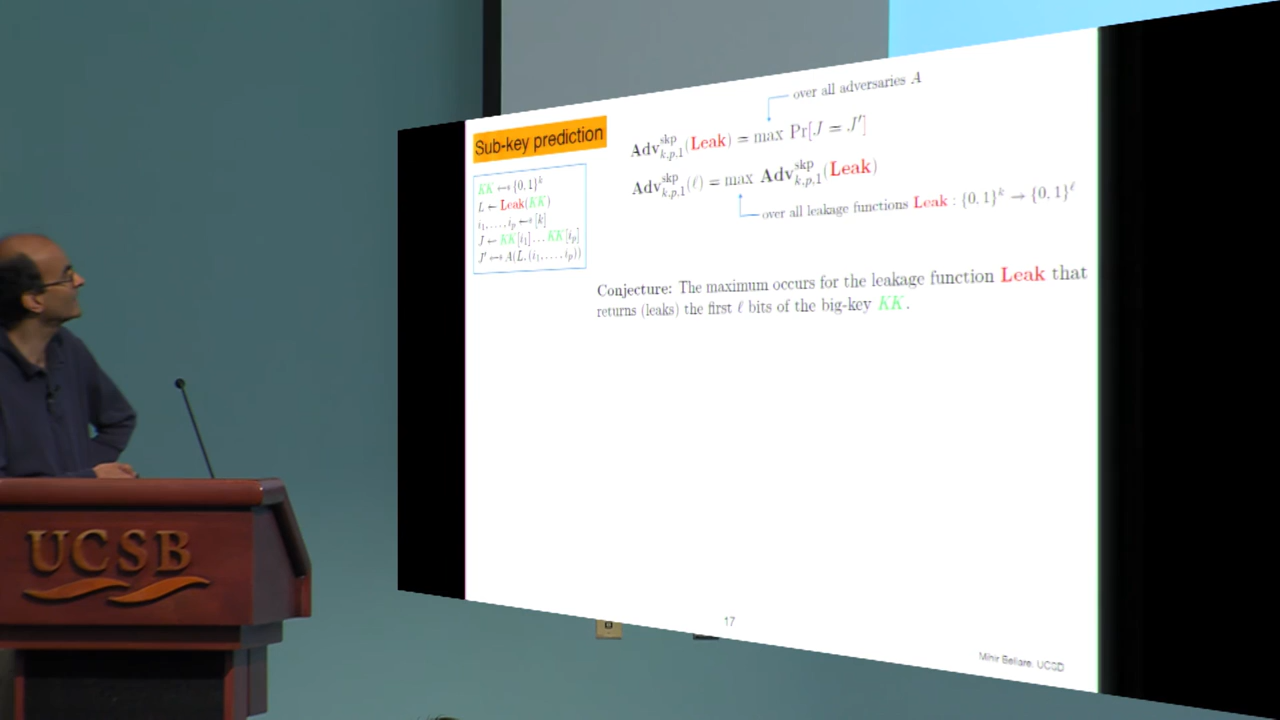 over all adversaries A
Sub-key prediction
Adv^{skp}_{k,p,1}(Leak) = max Pr[J = J′]
Adv^{skp}_{k,p,1}(ℓ) = max Adv^{skp}_{k,p,1}(Leak)
over all leakage functions Leak : {0, 1}^k → {0, 1}^ℓ
KK ←$ {0, 1}^k
L ← Leak(KK)
i_1, . . . , i_p ←$ [k]
J ← KK[i_1] . . . KK[i_p]
J′ ←$ A(L, (i_1, . . . , i_p))
Conjecture: The maximum occurs for the leakage function Leak that
returns (leaks) the first ℓ bits of the big-key KK.
17
Mihir Bellare: UCSD
UCSB